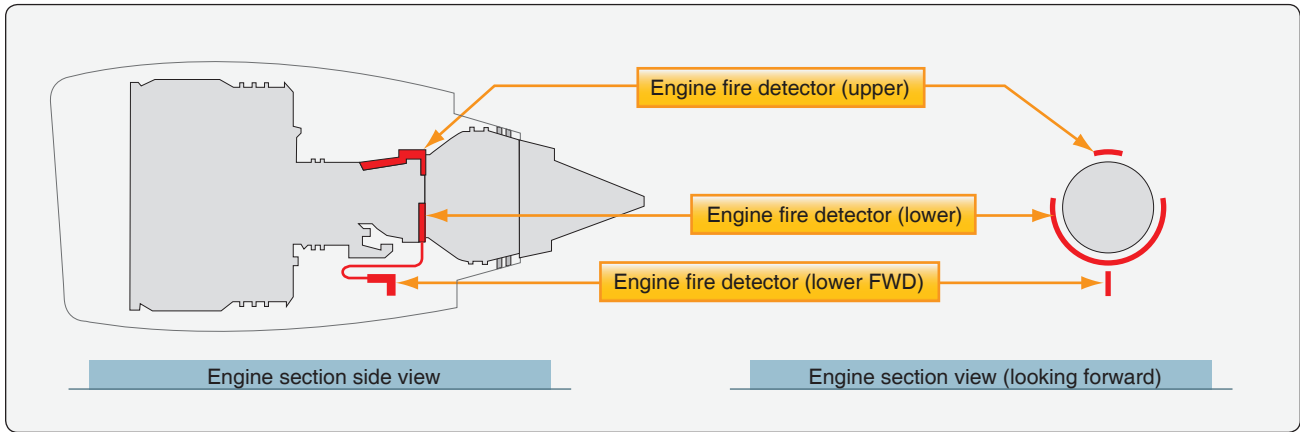 Engine fire detector (upper)
Engine fire detector (lower)
Engine fire detector (lower FWD)
Engine section side view
Engine section view (looking forward)